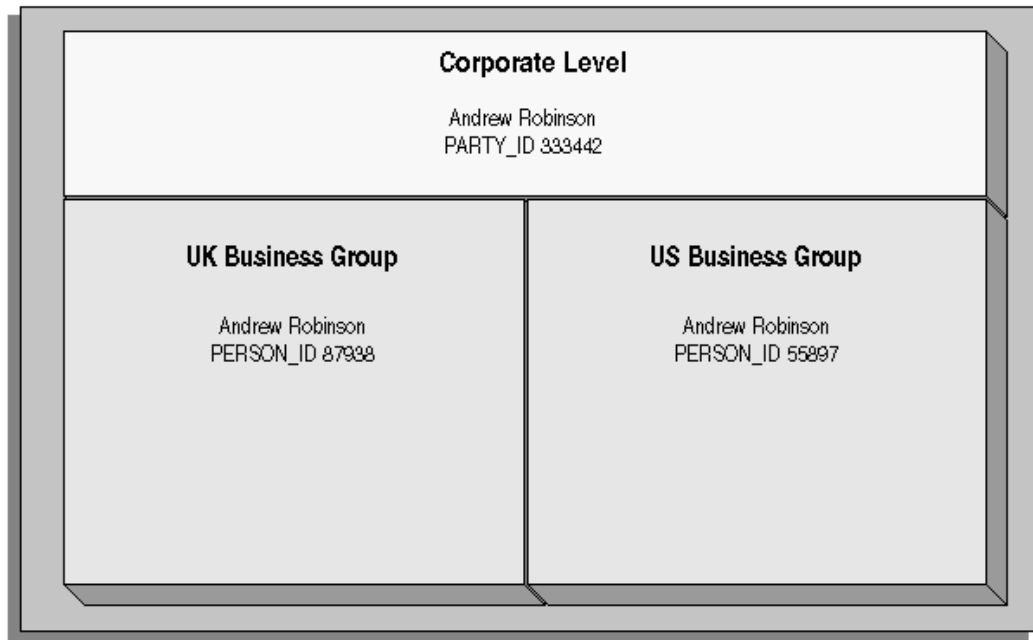 Corporate Level
Andrew Robinson
PARTY_ID 333442
UK Business Group
Andrew Robinson
PERSON_ID 87938
US Business Group
Andrew Robinson
PERSON_ID 55897